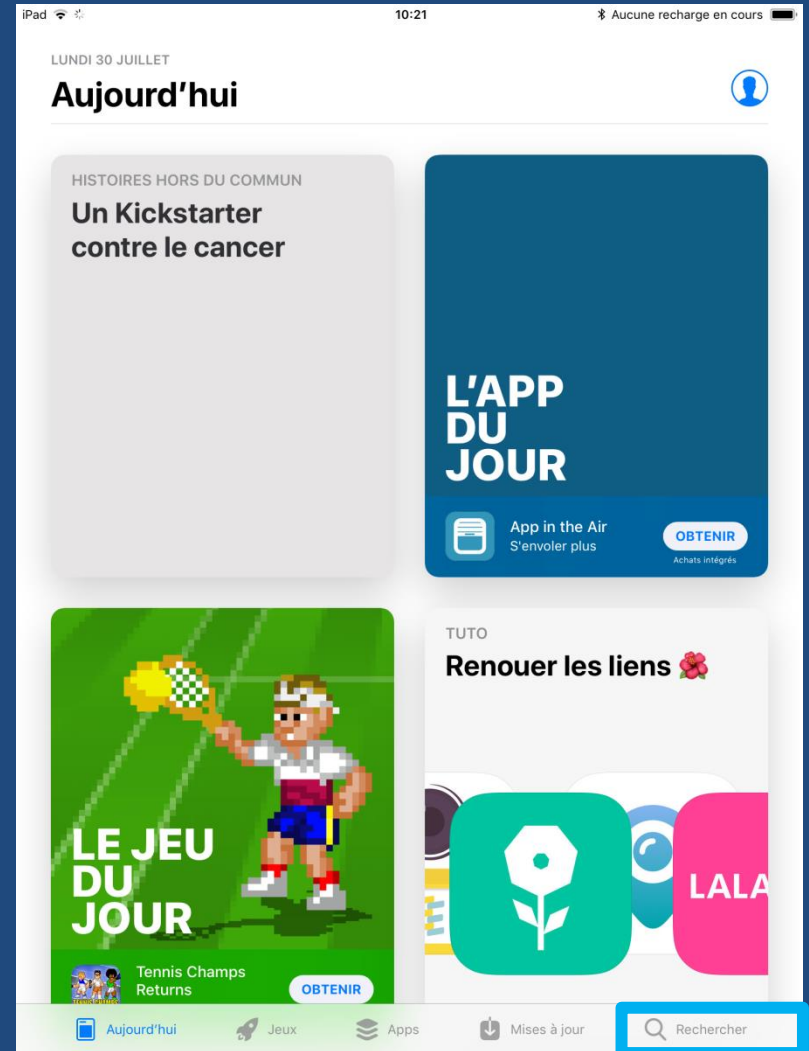 iPad
10:21
Aucune recharge en cours
LUNDI 30 JUILLET
Aujourd'hui
HISTOIRES HORS DU COMMUN
Un Kickstarter
contre le cancer
L'APP
DU
JOUR
App in the Air
S'envoler plus
OBTENIR
Achats intégrés
LE JEU
DU
JOUR
Tennis Champs
Returns
OBTENIR
TUTO
Renouer les liens 🌺
LALA
Aujourd'hui
Jeux
Apps
Mises à jour
Rechercher